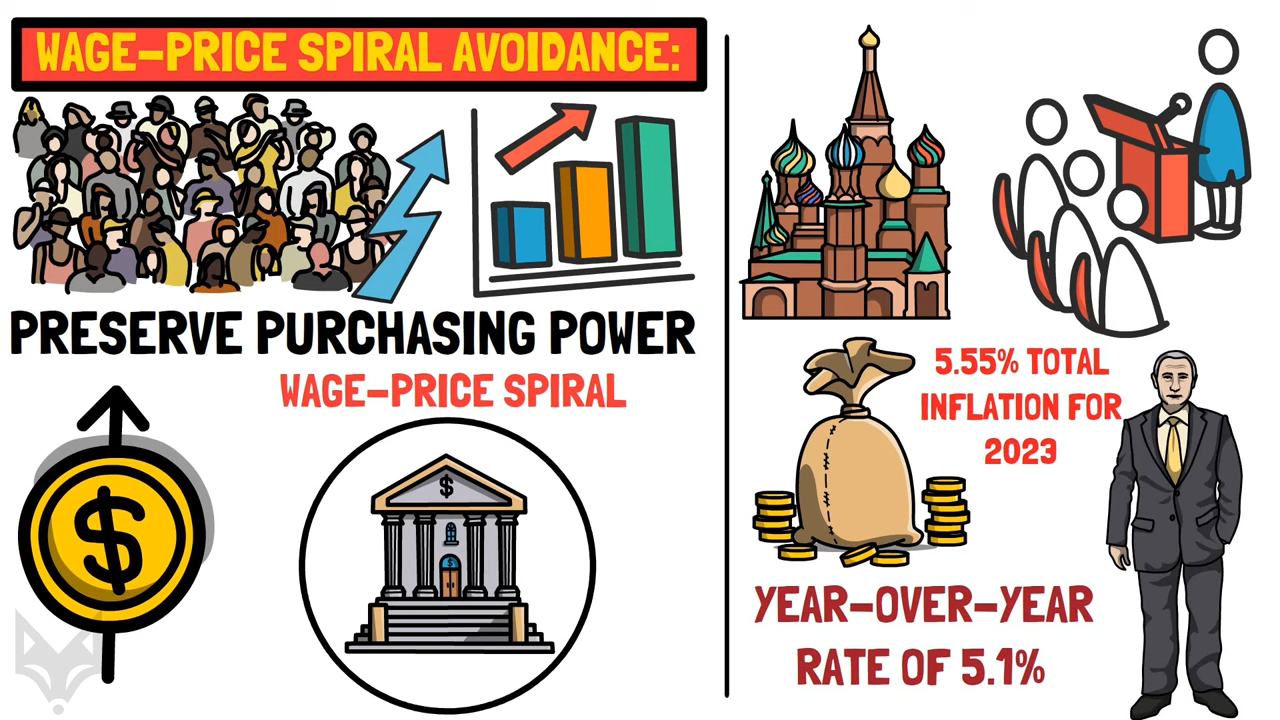 WAGE-PRICE SPIRAL AVOIDANCE:
PRESERVE PURCHASING POWER
WAGE-PRICE SPIRAL
$
$
$
5.55% TOTAL
INFLATION FOR
2023
YEAR-OVER-YEAR
RATE OF 5.1%